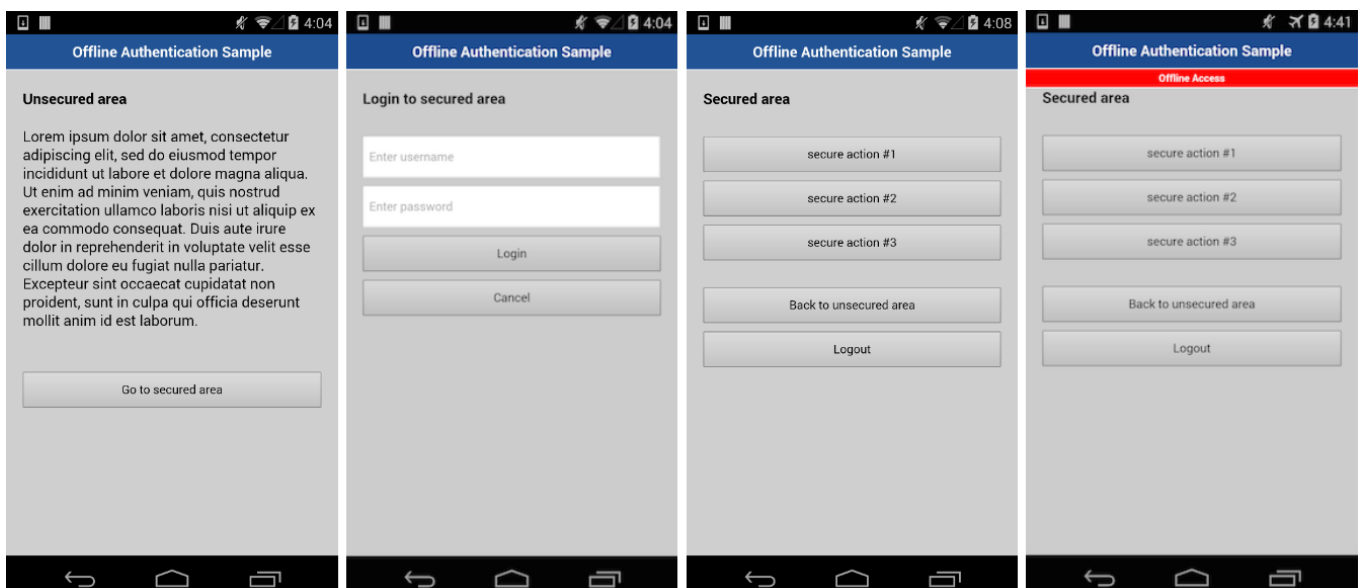 4:04
Offline Authentication Sample
Unsecured area
Lorem ipsum dolor sit amet, consectetur
adipiscing elit, sed do eiusmod tempor
incididunt ut labore et dolore magna aliqua.
Ut enim ad minim veniam, quis nostrud
exercitation ullamco laboris nisi ut aliquip ex
ea commodo consequat. Duis aute irure
dolor in reprehenderit in voluptate velit esse
cillum dolore eu fugiat nulla pariatur.
Excepteur sint occaecat cupidatat non
proident, sunt in culpa qui officia deserunt
mollit anim id est laborum.
Go to secured area
4:04
Offline Authentication Sample
Login to secured area
Enter username
Enter password
Login
Cancel
4:08
Offline Authentication Sample
Secured area
secure action #1
secure action #2
secure action #3
Back to unsecured area
Logout
4:41
Offline Authentication Sample
Offline Access
Secured area
secure action #1
secure action #2
secure action #3
Back to unsecured area
Logout